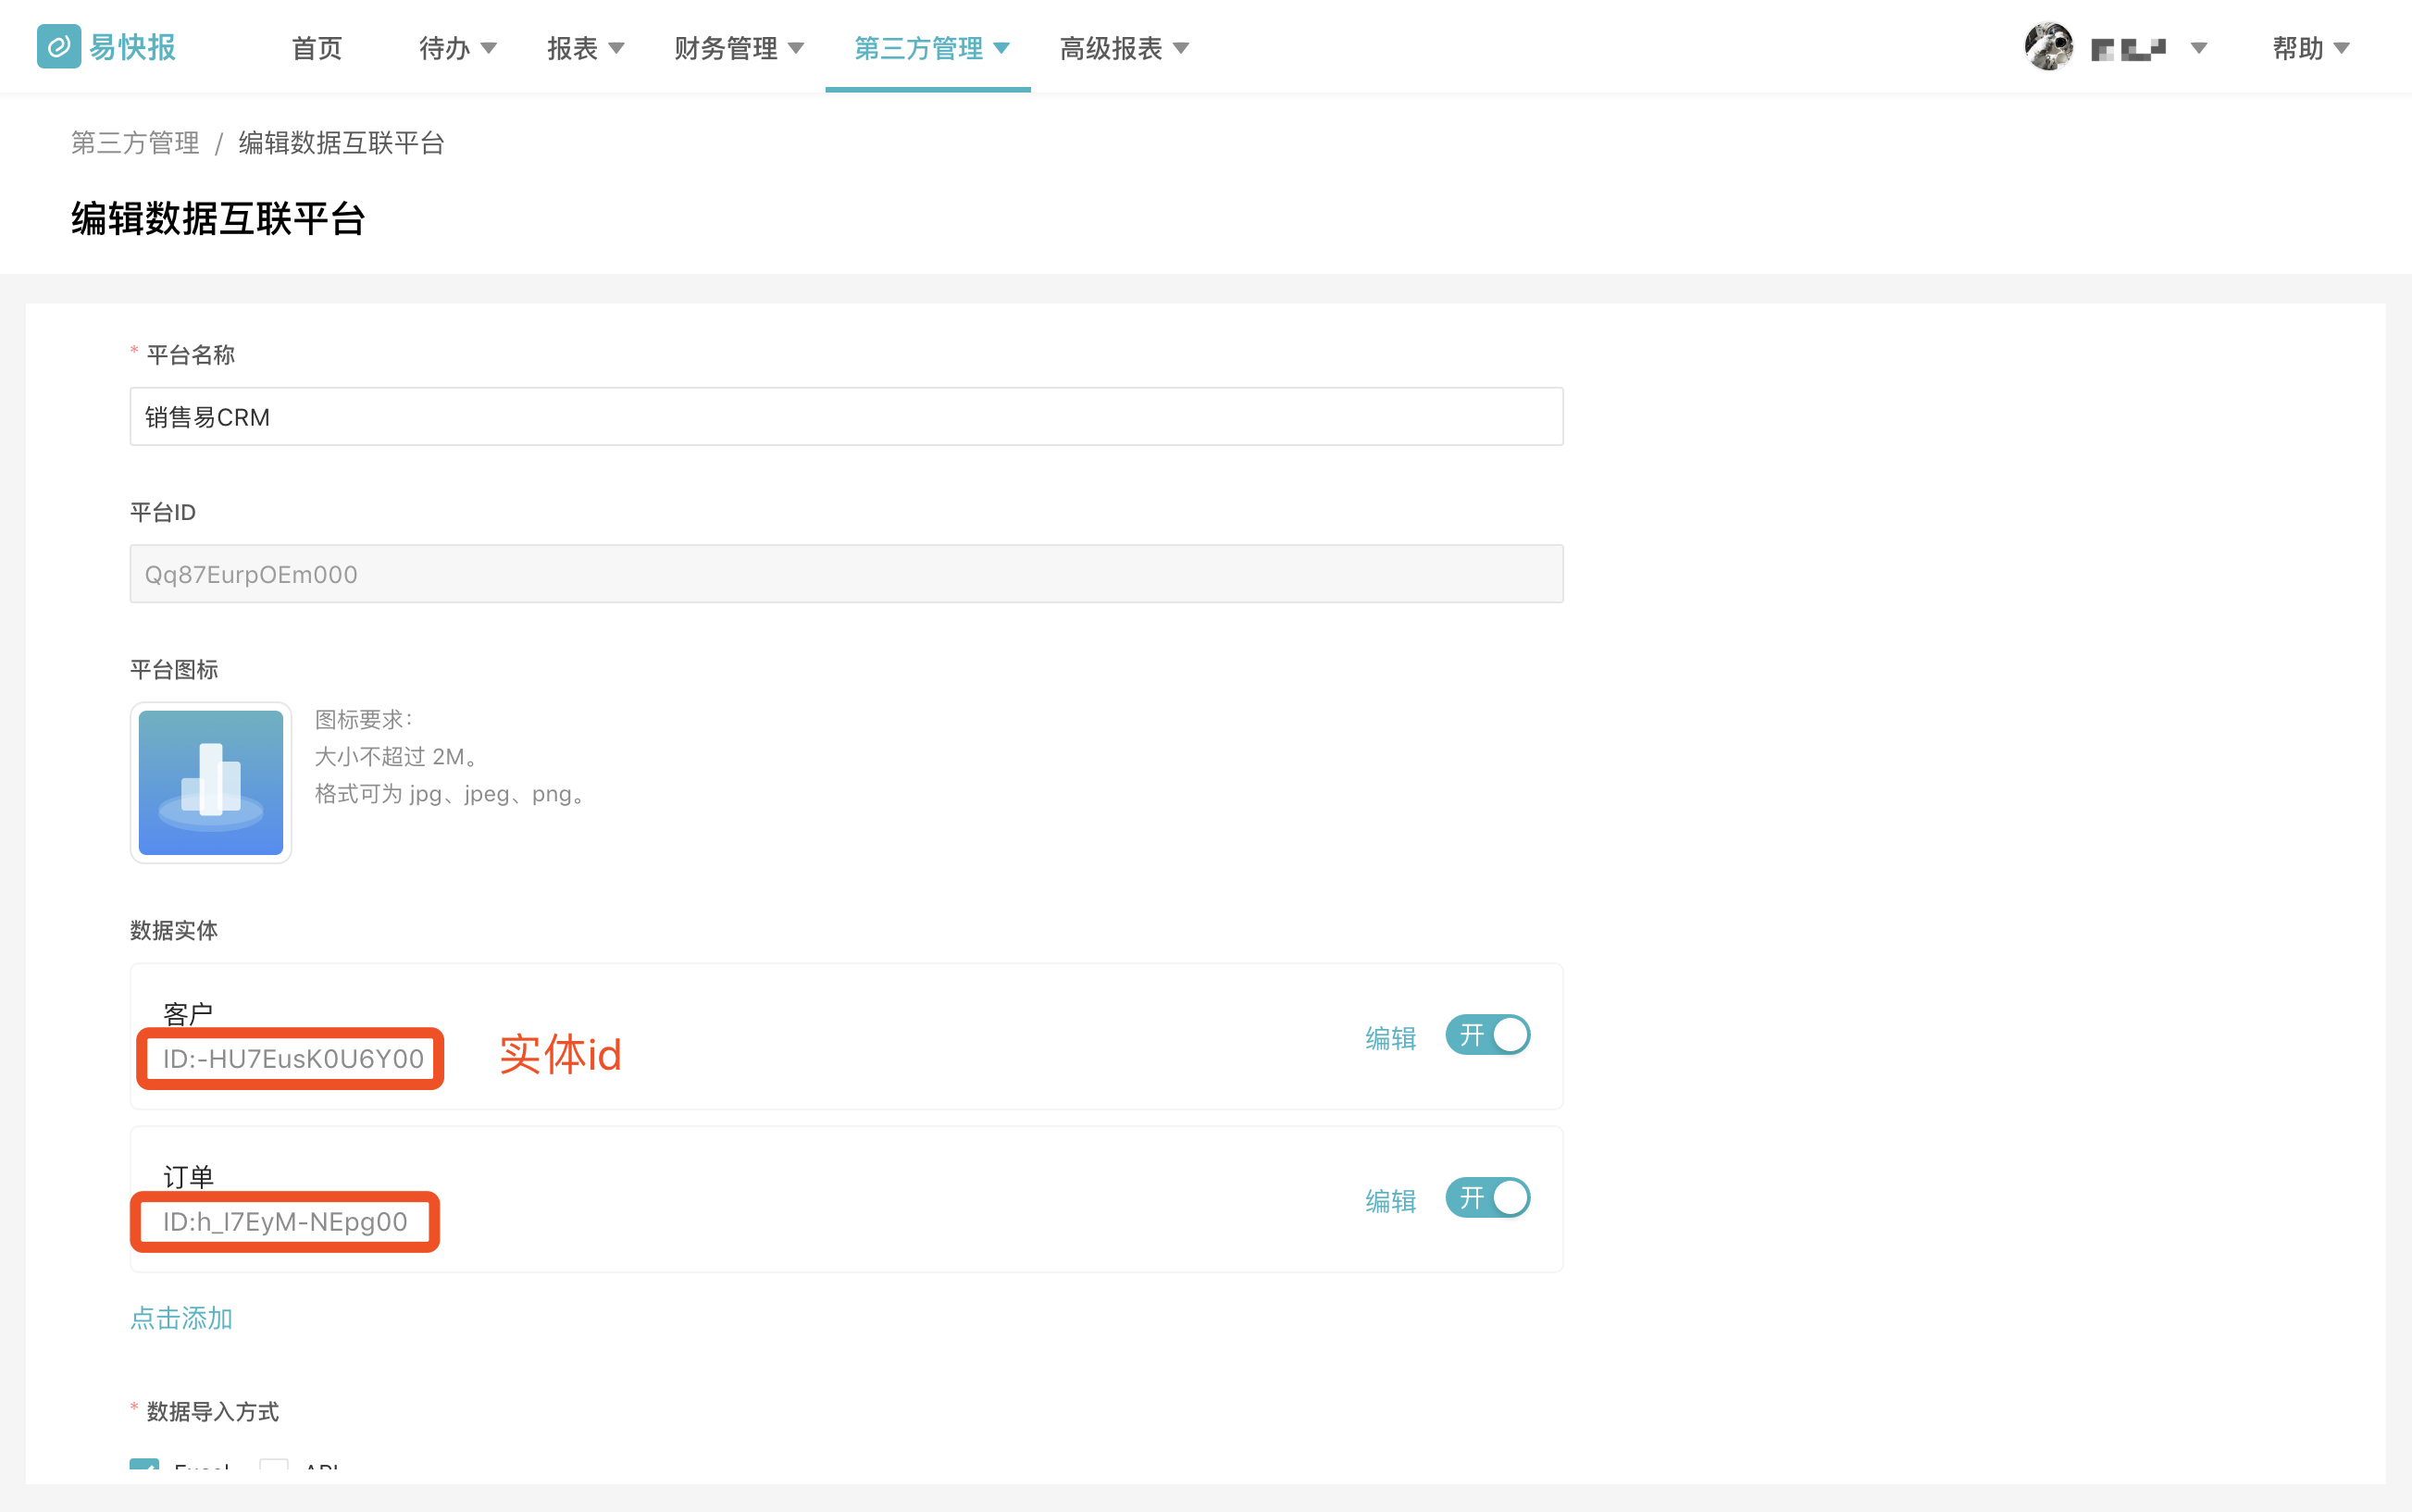 易快报
首页 待办 报表 财务管理 第三方管理 高级报表 帮助
第三方管理 / 编辑数据互联平台
编辑数据互联平台
* 平台名称
销售易CRM
平台ID
Qq87EurpOEm000
平台图标
图标要求：
大小不超过 2M。
格式可为 jpg、jpeg、png。
数据实体
客户
ID:-HU7EusK0U6Y00
实体id
编辑 开
订单
ID:h_I7EyM-NEpg00
编辑 开
点击添加
* 数据导入方式
Excel API